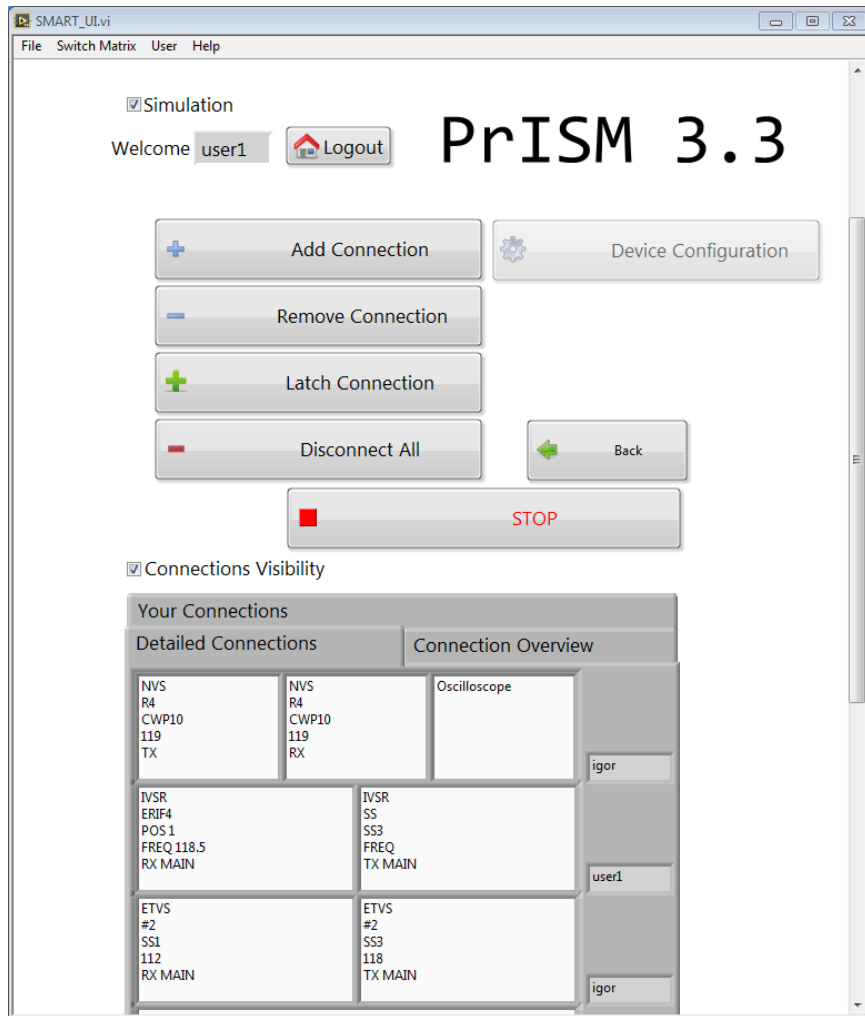 SMART_UI.vi
File Switch Matrix User Help
Simulation
Welcome user1 Logout
PrISM 3.3
Add Connection
Device Configuration
Remove Connection
Latch Connection
Disconnect All
Back
STOP
Connections Visibility
Your Connections
Detailed Connections
Connection Overview
NVS
R4
CWP10
119
TX
NVS
R4
CWP10
119
RX
Oscilloscope
igor
IVSR
ERIF4
POS 1
FREQ 118.5
RX MAIN
IVSR
SS
SS3
FREQ
TX MAIN
user1
ETVS
#2
SS1
112
RX MAIN
ETVS
#2
SS3
118
TX MAIN
igor